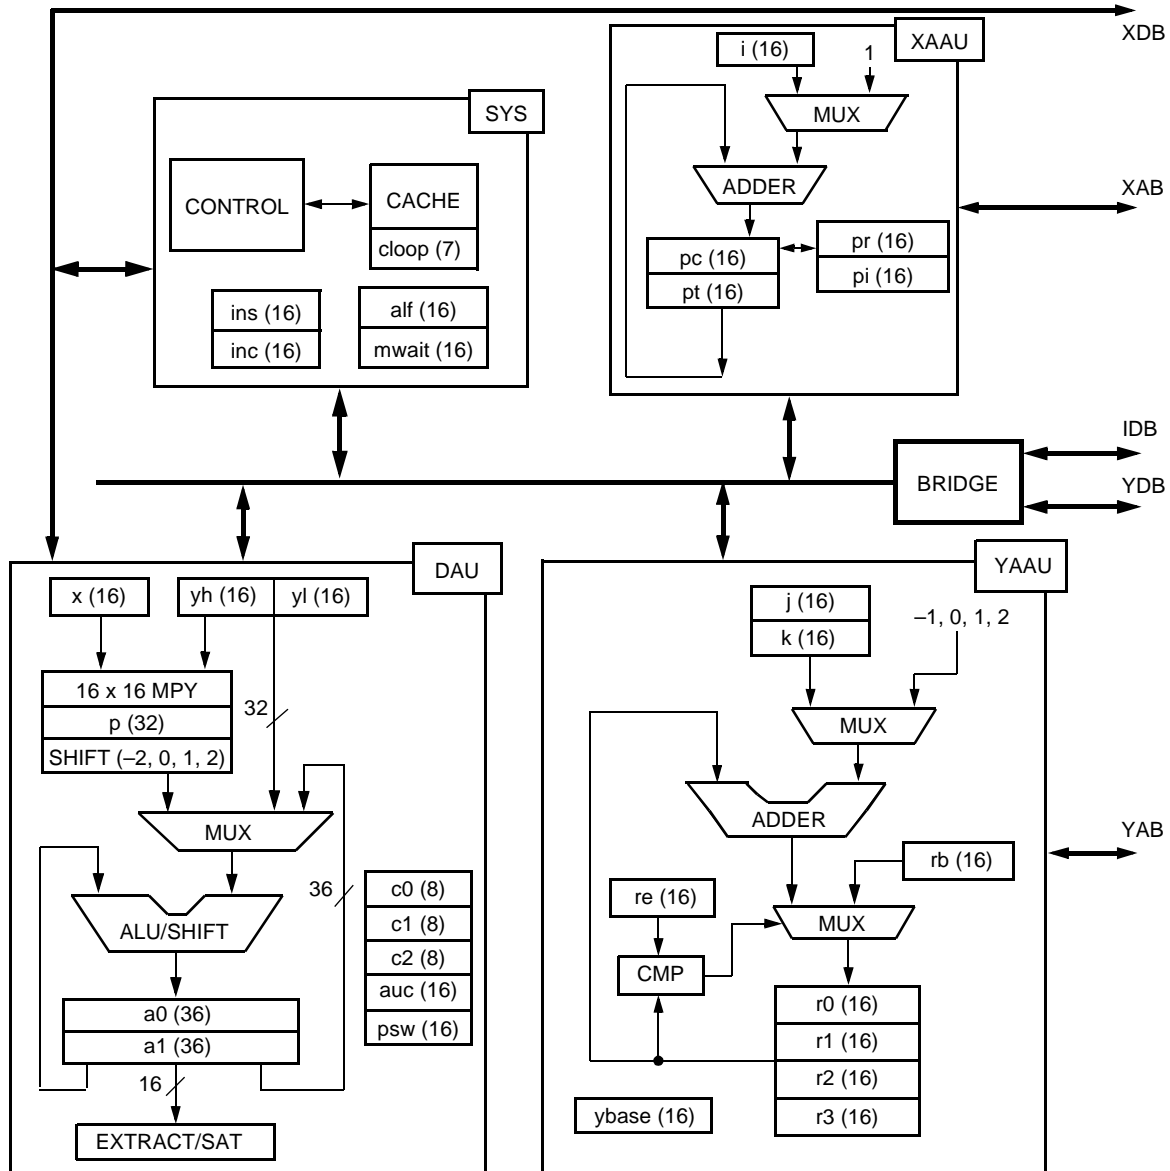 XDB
XAAU
i (16)
1
MUX
ADDER
pc (16)
pt (16)
pr (16)
pi (16)
XAB
SYS
CONTROL
CACHE
cloop (7)
ins (16)
inc (16)
alf (16)
mwait (16)
IDB
BRIDGE
YDB
DAU
x (16)
yh (16)
yl (16)
16 x 16 MPY
p (32)
SHIFT (–2, 0, 1, 2)
32
MUX
36
ALU/SHIFT
a0 (36)
a1 (36)
16
EXTRACT/SAT
c0 (8)
c1 (8)
c2 (8)
auc (16)
psw (16)
YAAU
j (16)
k (16)
–1, 0, 1, 2
MUX
ADDER
rb (16)
re (16)
MUX
CMP
r0 (16)
r1 (16)
r2 (16)
r3 (16)
ybase (16)
YAB